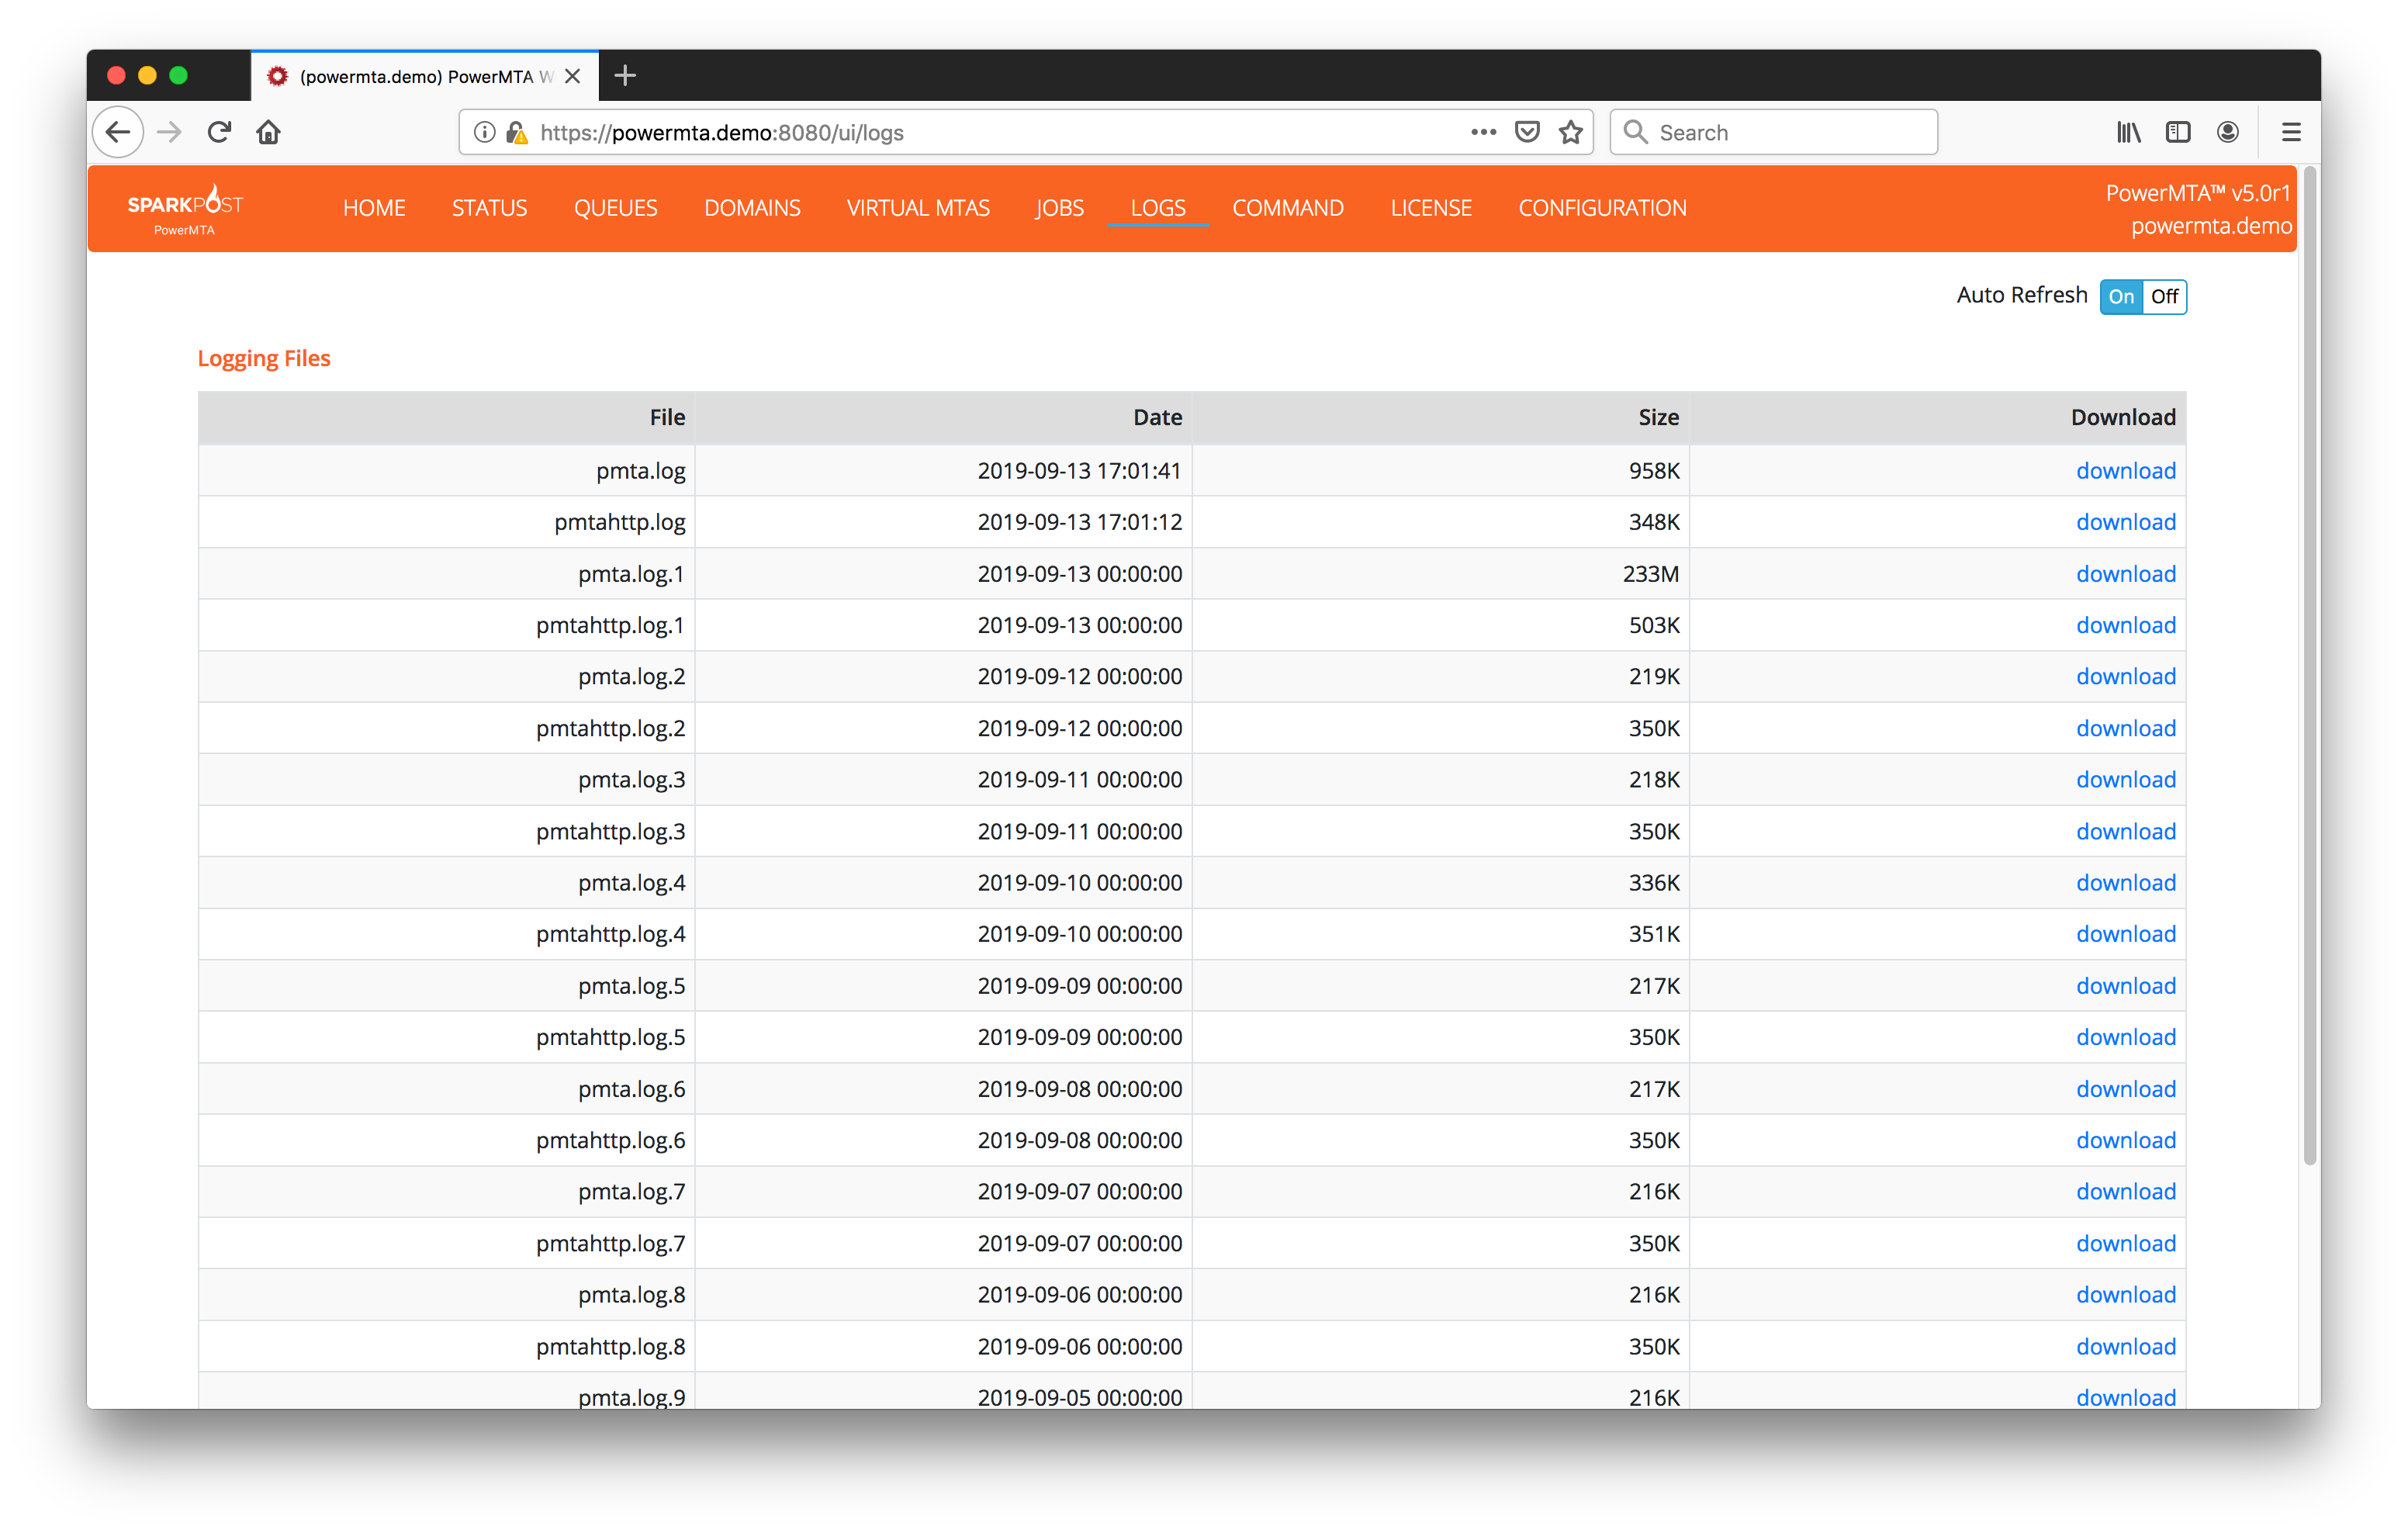 (powermta.demo) PowerMTA W
https://powermta.demo:8080/ui/logs
Search
SPARKPOST
PowerMTA
HOME STATUS QUEUES DOMAINS VIRTUAL MTAS JOBS LOGS COMMAND LICENSE CONFIGURATION
PowerMTA™ v5.0r1
powermta.demo
Auto Refresh On Off
Logging Files
File Date Size Download
pmta.log 2019-09-13 17:01:41 958K download
pmtahttp.log 2019-09-13 17:01:12 348K download
pmta.log.1 2019-09-13 00:00:00 233M download
pmtahttp.log.1 2019-09-13 00:00:00 503K download
pmta.log.2 2019-09-12 00:00:00 219K download
pmtahttp.log.2 2019-09-12 00:00:00 350K download
pmta.log.3 2019-09-11 00:00:00 218K download
pmtahttp.log.3 2019-09-11 00:00:00 350K download
pmta.log.4 2019-09-10 00:00:00 336K download
pmtahttp.log.4 2019-09-10 00:00:00 351K download
pmta.log.5 2019-09-09 00:00:00 217K download
pmtahttp.log.5 2019-09-09 00:00:00 350K download
pmta.log.6 2019-09-08 00:00:00 217K download
pmtahttp.log.6 2019-09-08 00:00:00 350K download
pmta.log.7 2019-09-07 00:00:00 216K download
pmtahttp.log.7 2019-09-07 00:00:00 350K download
pmta.log.8 2019-09-06 00:00:00 216K download
pmtahttp.log.8 2019-09-06 00:00:00 350K download
pmta.log.9 2019-09-05 00:00:00 216K download